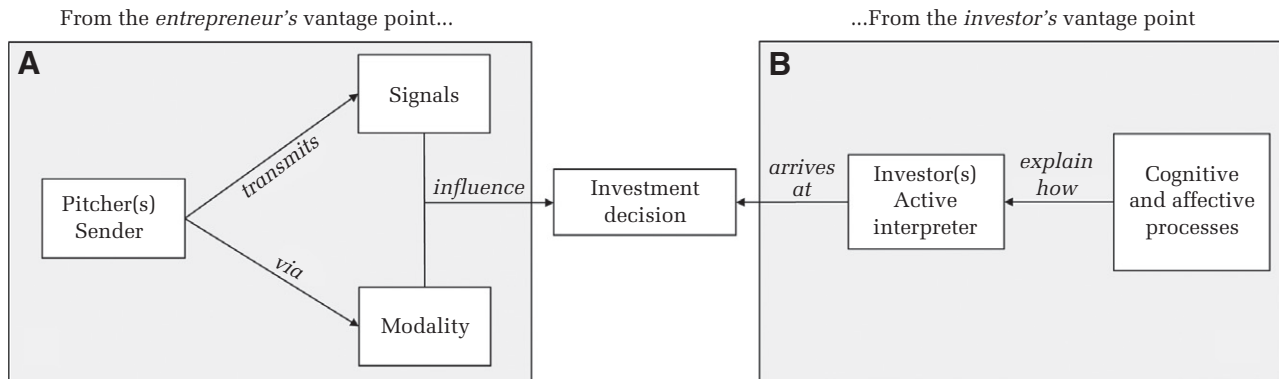 From the entrepreneur's vantage point...
...From the investor's vantage point
A
B
Signals
transmits
Pitcher(s)
Sender
via
Modality
influence
Investment
decision
arrives
at
Investor(s)
Active
interpreter
explain
how
Cognitive
and affective
processes